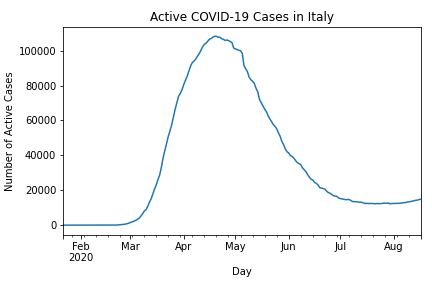 Active COVID-19 Cases in Italy
Number of Active Cases
100000
80000
60000
40000
20000
0
Feb Mar Apr May Jun Jul Aug
2020
Day